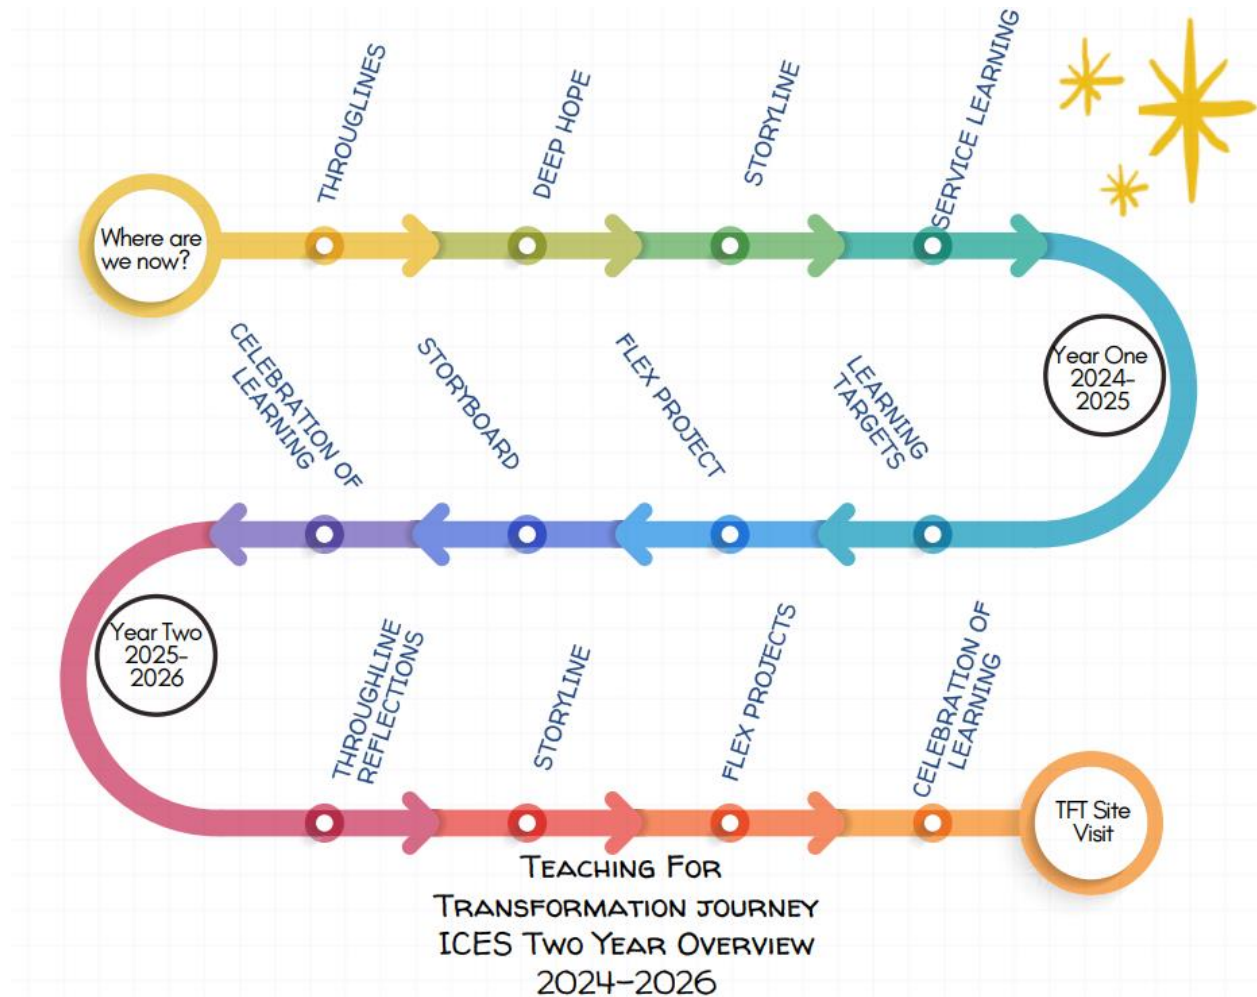 THROUGLINES
DEEP HOPE
STORYLINE
SERVICE LEARNING
Where are
we now?
Year One
2024-
2025
CELEBRATION OF
LEARNING
STORYBOARD
FLEX PROJECT
LEARNING
TARGETS
Year Two
2025-
2026
THROUGHLINE
REFLECTIONS
STORYLINE
FLEX PROJECTS
CELEBRATION OF
LEARNING
TFT Site
Visit
TEACHING FOR
TRANSFORMATION JOURNEY
ICES TWO YEAR OVERVIEW
2024-2026